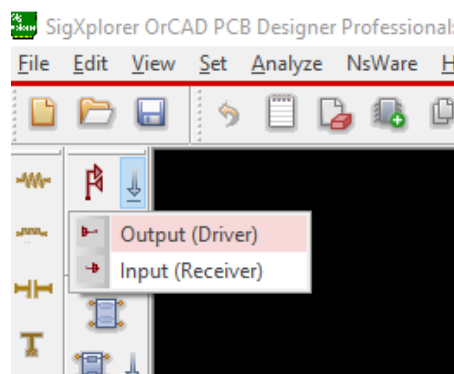 SigXplorer OrCAD PCB Designer Professional:
File Edit View Set Analyze NsWare H
Output (Driver)
Input (Receiver)